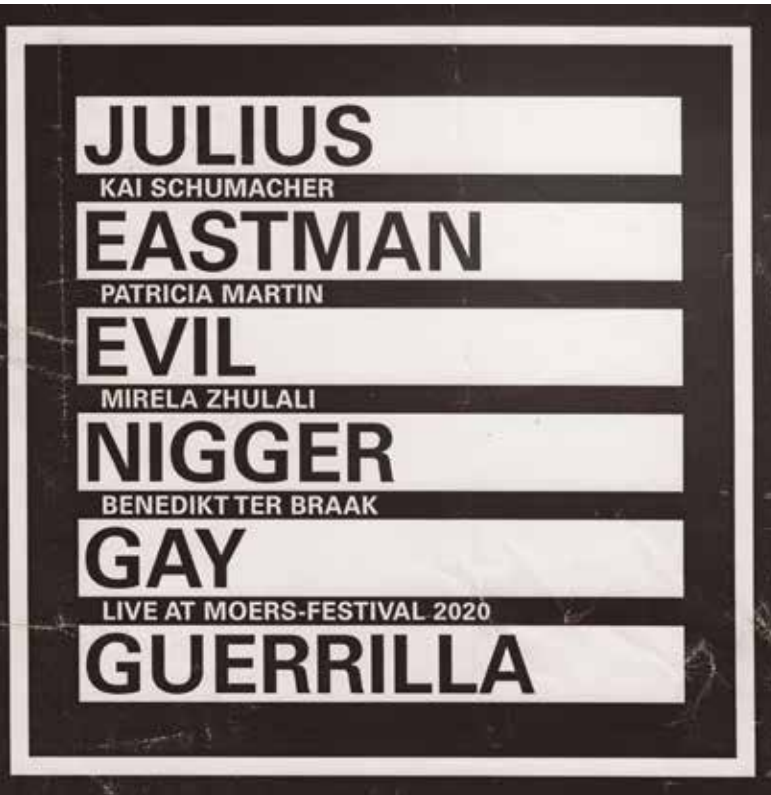 JULIUS
KAI SCHUMACHER
EASTMAN
PATRICIA MARTIN
EVIL
MIRELA ZHULALI
NIGGER
BENEDIKT TER BRAAK
GAY
LIVE AT MOERS-FESTIVAL 2020
GUERRILLA